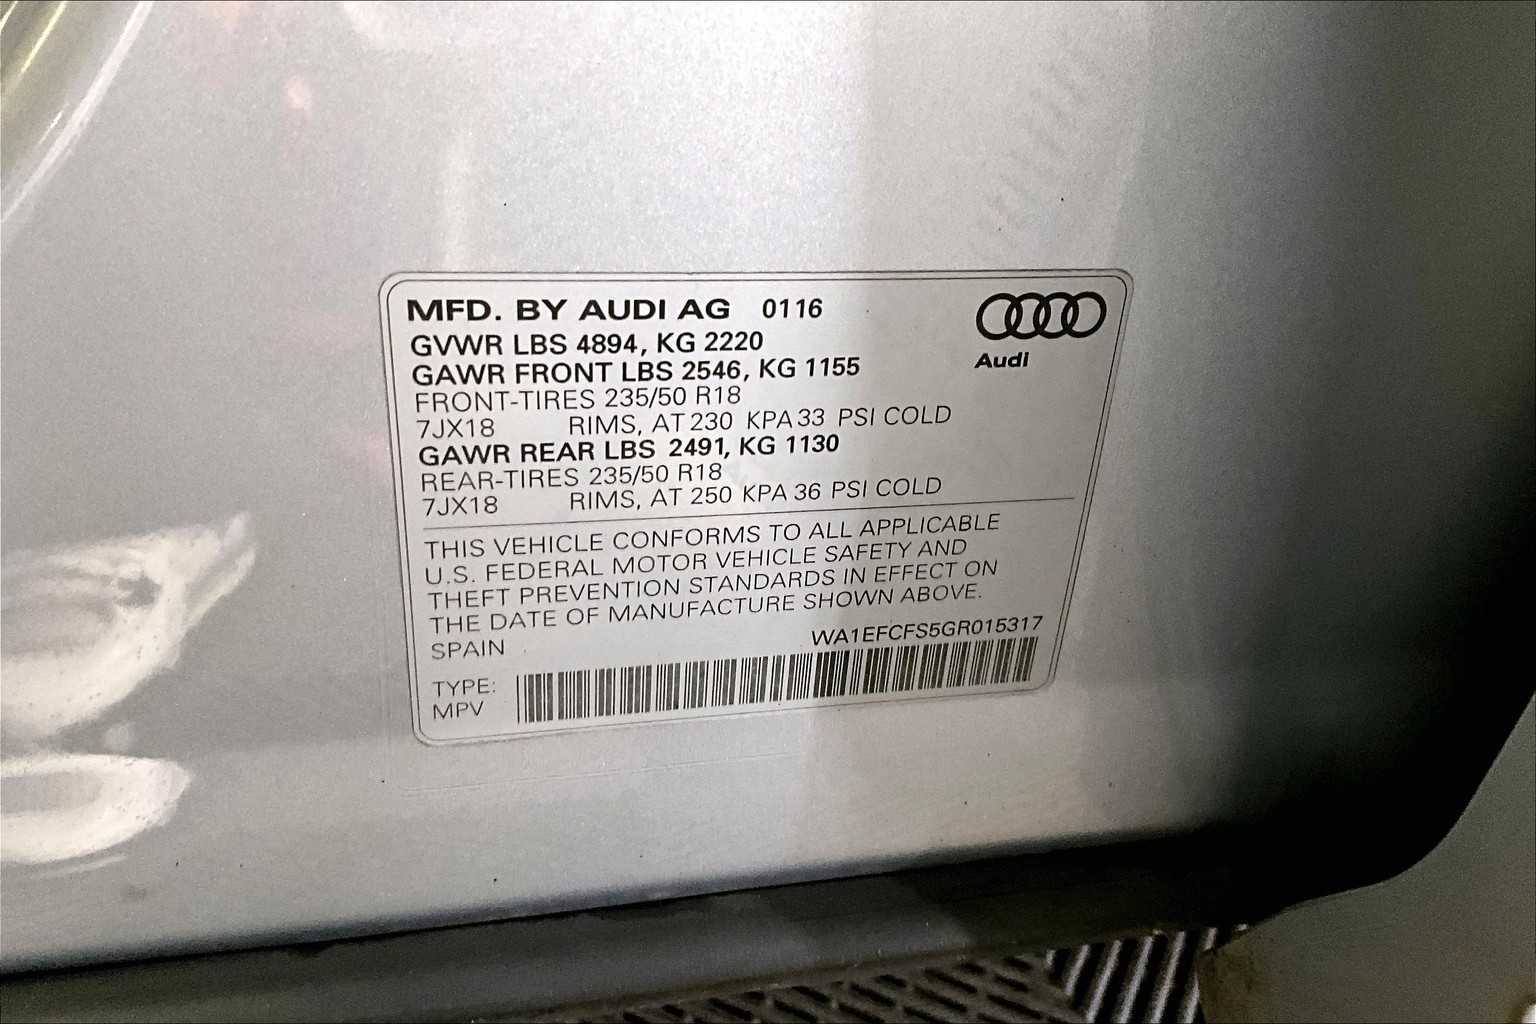 MFD. BY AUDI AG 0116
Audi
GVWR LBS 4894, KG 2220
GAWR FRONT LBS 2546, KG 1155
FRONT-TIRES 235/50 R18
7JX18 RIMS, AT 230 KPA 33 PSI COLD
GAWR REAR LBS 2491, KG 1130
REAR-TIRES 235/50 R18
7JX18 RIMS, AT 250 KPA 36 PSI COLD
THIS VEHICLE CONFORMS TO ALL APPLICABLE
U.S. FEDERAL MOTOR VEHICLE SAFETY AND
THEFT PREVENTION STANDARDS IN EFFECT ON
THE DATE OF MANUFACTURE SHOWN ABOVE.
SPAIN WA1EFCFS5GR015317
TYPE:
MPV